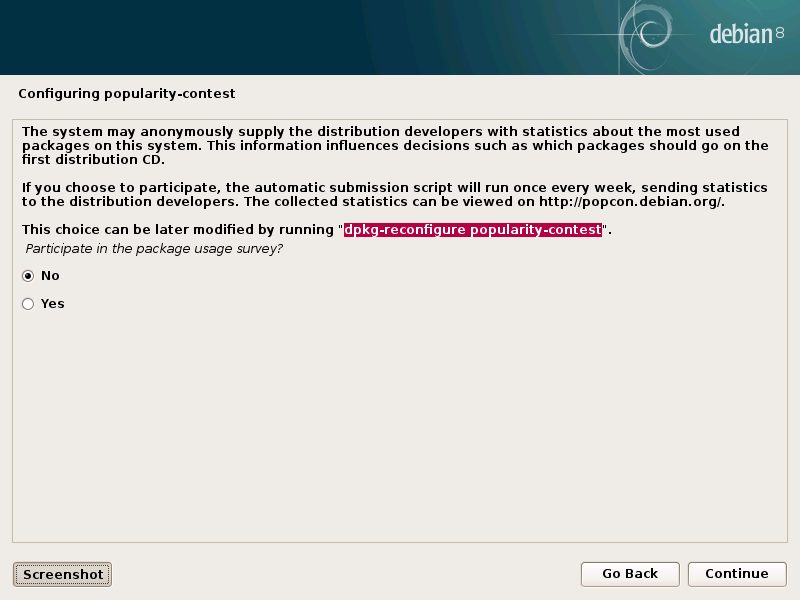 debian 8
Configuring popularity-contest
The system may anonymously supply the distribution developers with statistics about the most used
packages on this system. This information influences decisions such as which packages should go on the
first distribution CD.
If you choose to participate, the automatic submission script will run once every week, sending statistics
to the distribution developers. The collected statistics can be viewed on http://popcon.debian.org/.
This choice can be later modified by running "dpkg-reconfigure popularity-contest".
Participate in the package usage survey?
No
Yes
Screenshot
Go Back
Continue